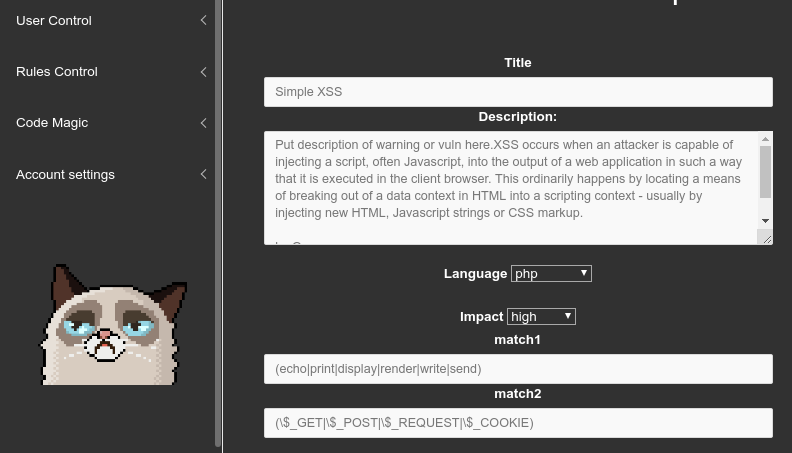 User Control
Rules Control
Code Magic
Account settings
Title
Simple XSS
Description:
Put description of warning or vuln here.XSS occurs when an attacker is capable of
injecting a script, often Javascript, into the output of a web application in such a way
that it is executed in the client browser. This ordinarily happens by locating a means
of breaking out of a data context in HTML into a scripting context - usually by
injecting new HTML, Javascript strings or CSS markup.
Language php
Impact high
match1
(echo|print|display|render|write|send)
match2
(\$_GET|\$_POST|\$_REQUEST|\$_COOKIE)